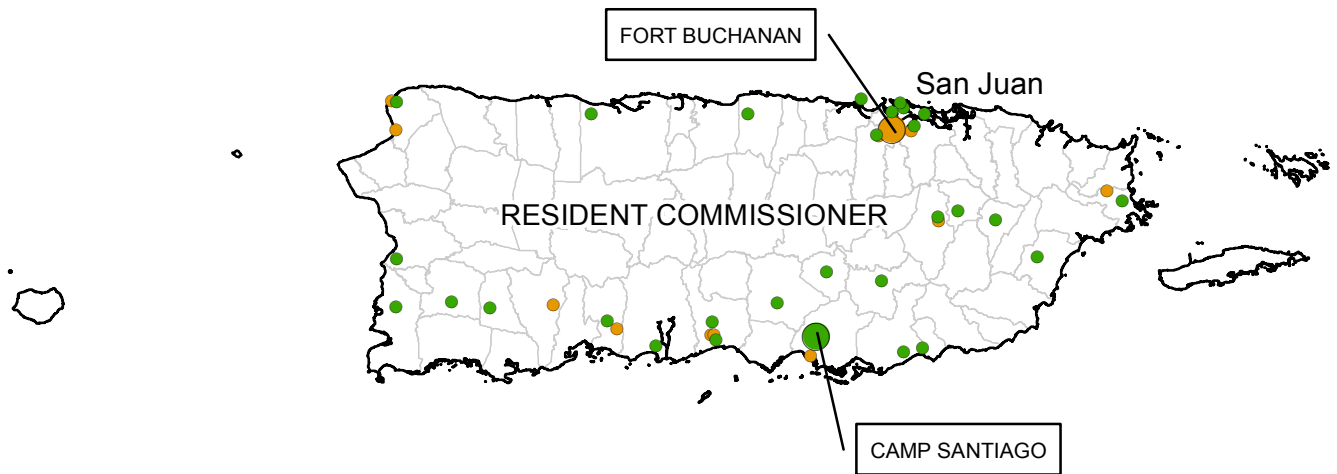 FORT BUCHANAN
San Juan
RESIDENT COMMISSIONER
CAMP SANTIAGO